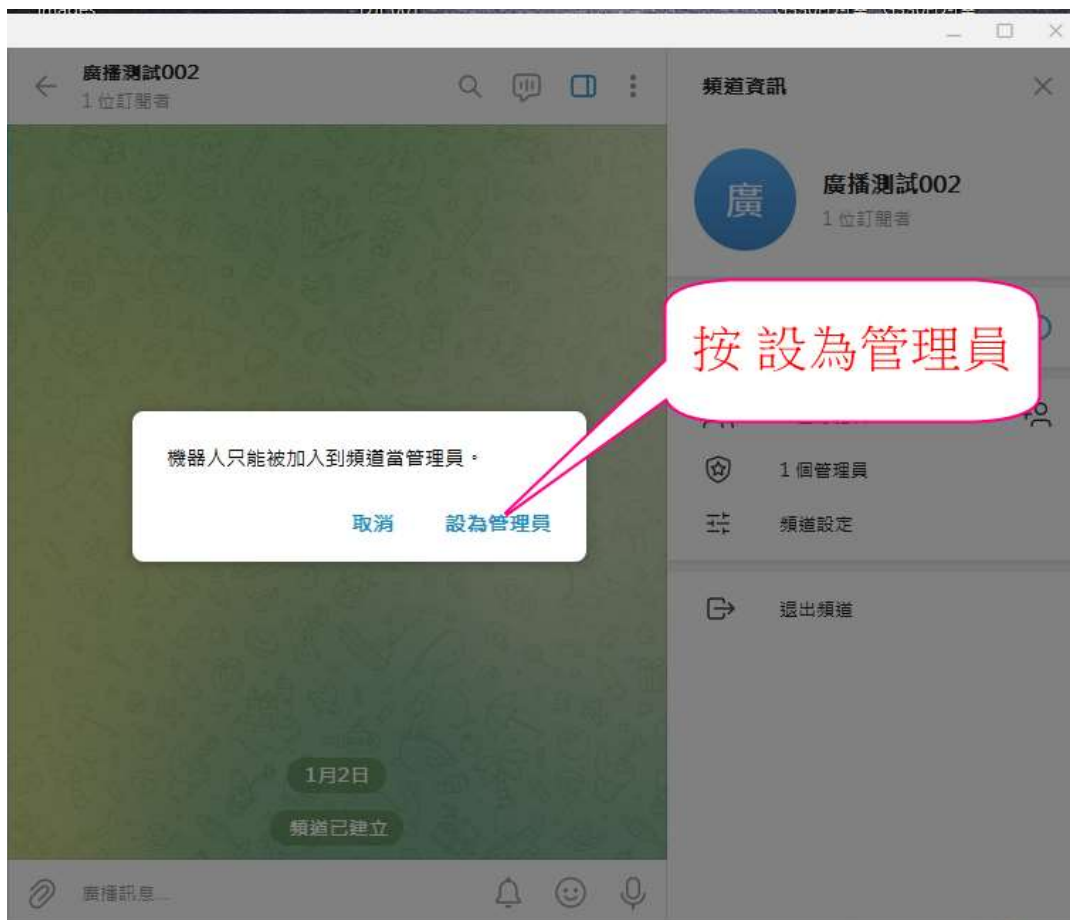 廣播測試002
1 位訂閱者
頻道資訊
廣播測試002
1 位訂閱者
按 設為管理員
機器人只能被加入到頻道當管理員。
取消 設為管理員
1 個管理員
頻道設定
退出頻道
1月2日
頻道已建立
廣播訊息...